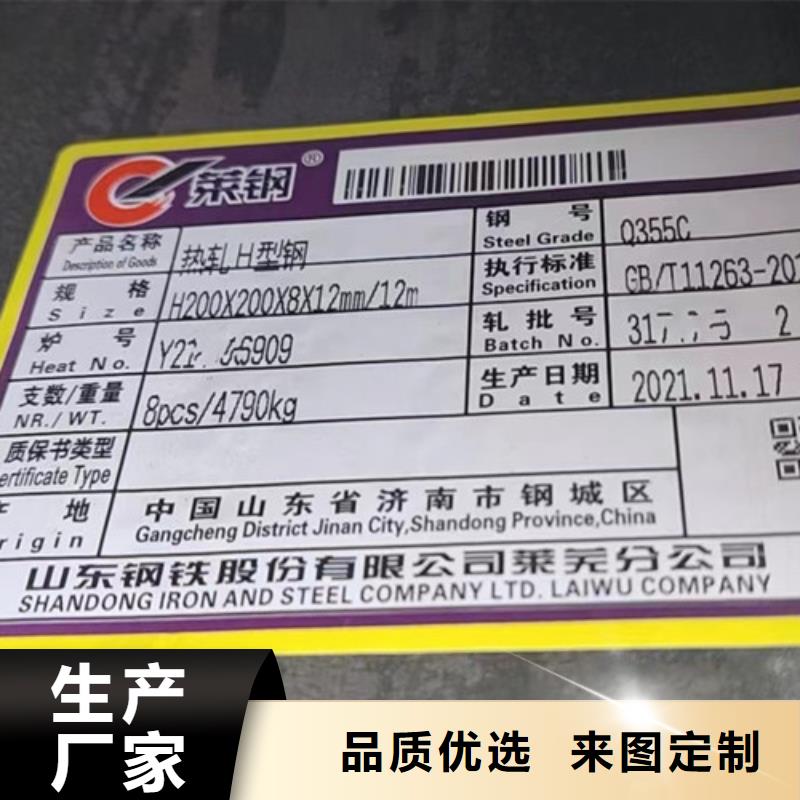 莱钢®
产品名称 热轧H型钢 钢号 Q355C
Description of Goods Steel Grade
规格 H200X200X8X12mm/12m 执行标准 GB/T11263-201
Size Specification
炉号 轧批号
Heat No. Batch No.
支数/重量 8pcs/4790kg 生产日期 2021.11.17
NR./WT. Date
质保书类型
ertificate Type
地 中国山东省济南市钢城区
rigin Gangcheng District Jinan City,Shandong Province,China
山东钢铁股份有限公司莱芜分公司
SHANDONG IRON AND STEEL COMPANY LTD. LAIWU COMPANY
生产
厂家
品质优选 来图定制